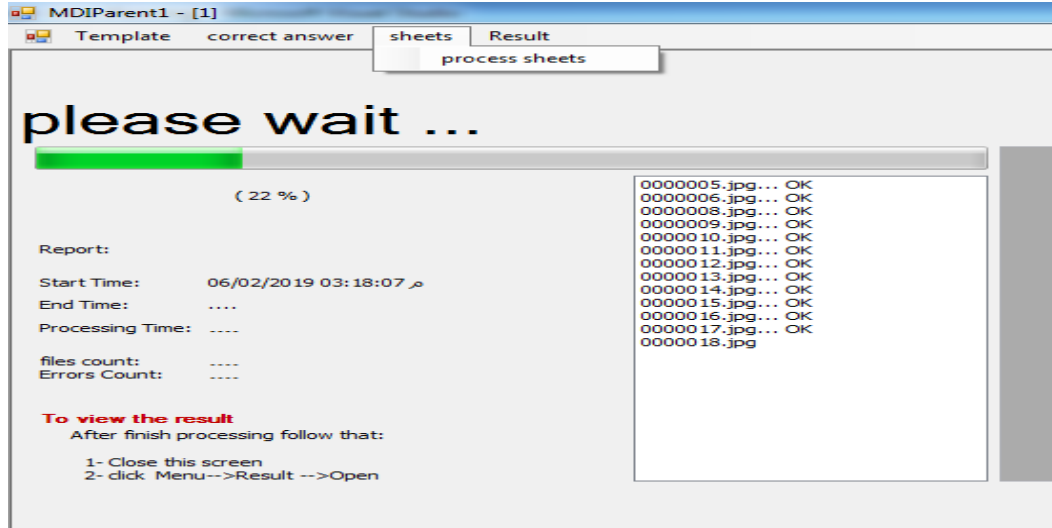 MDIParent1 - [1]
Template correct answer sheets Result
process sheets
please wait ...
( 22 % )
Report:
Start Time: 06/02/2019 03:18:07 م
End Time: ....
Processing Time: ----
files count: ----
Errors Count: ----
To view the result
After finish processing follow that:
1- Close this screen
2- click Menu-->Result -->Open
0000005.jpg... OK
0000006.jpg... OK
0000008.jpg... OK
0000009.jpg... OK
0000010.jpg... OK
0000011.jpg... OK
0000012.jpg... OK
0000013.jpg... OK
0000014.jpg... OK
0000015.jpg... OK
0000016.jpg... OK
0000017.jpg... OK
0000018.jpg